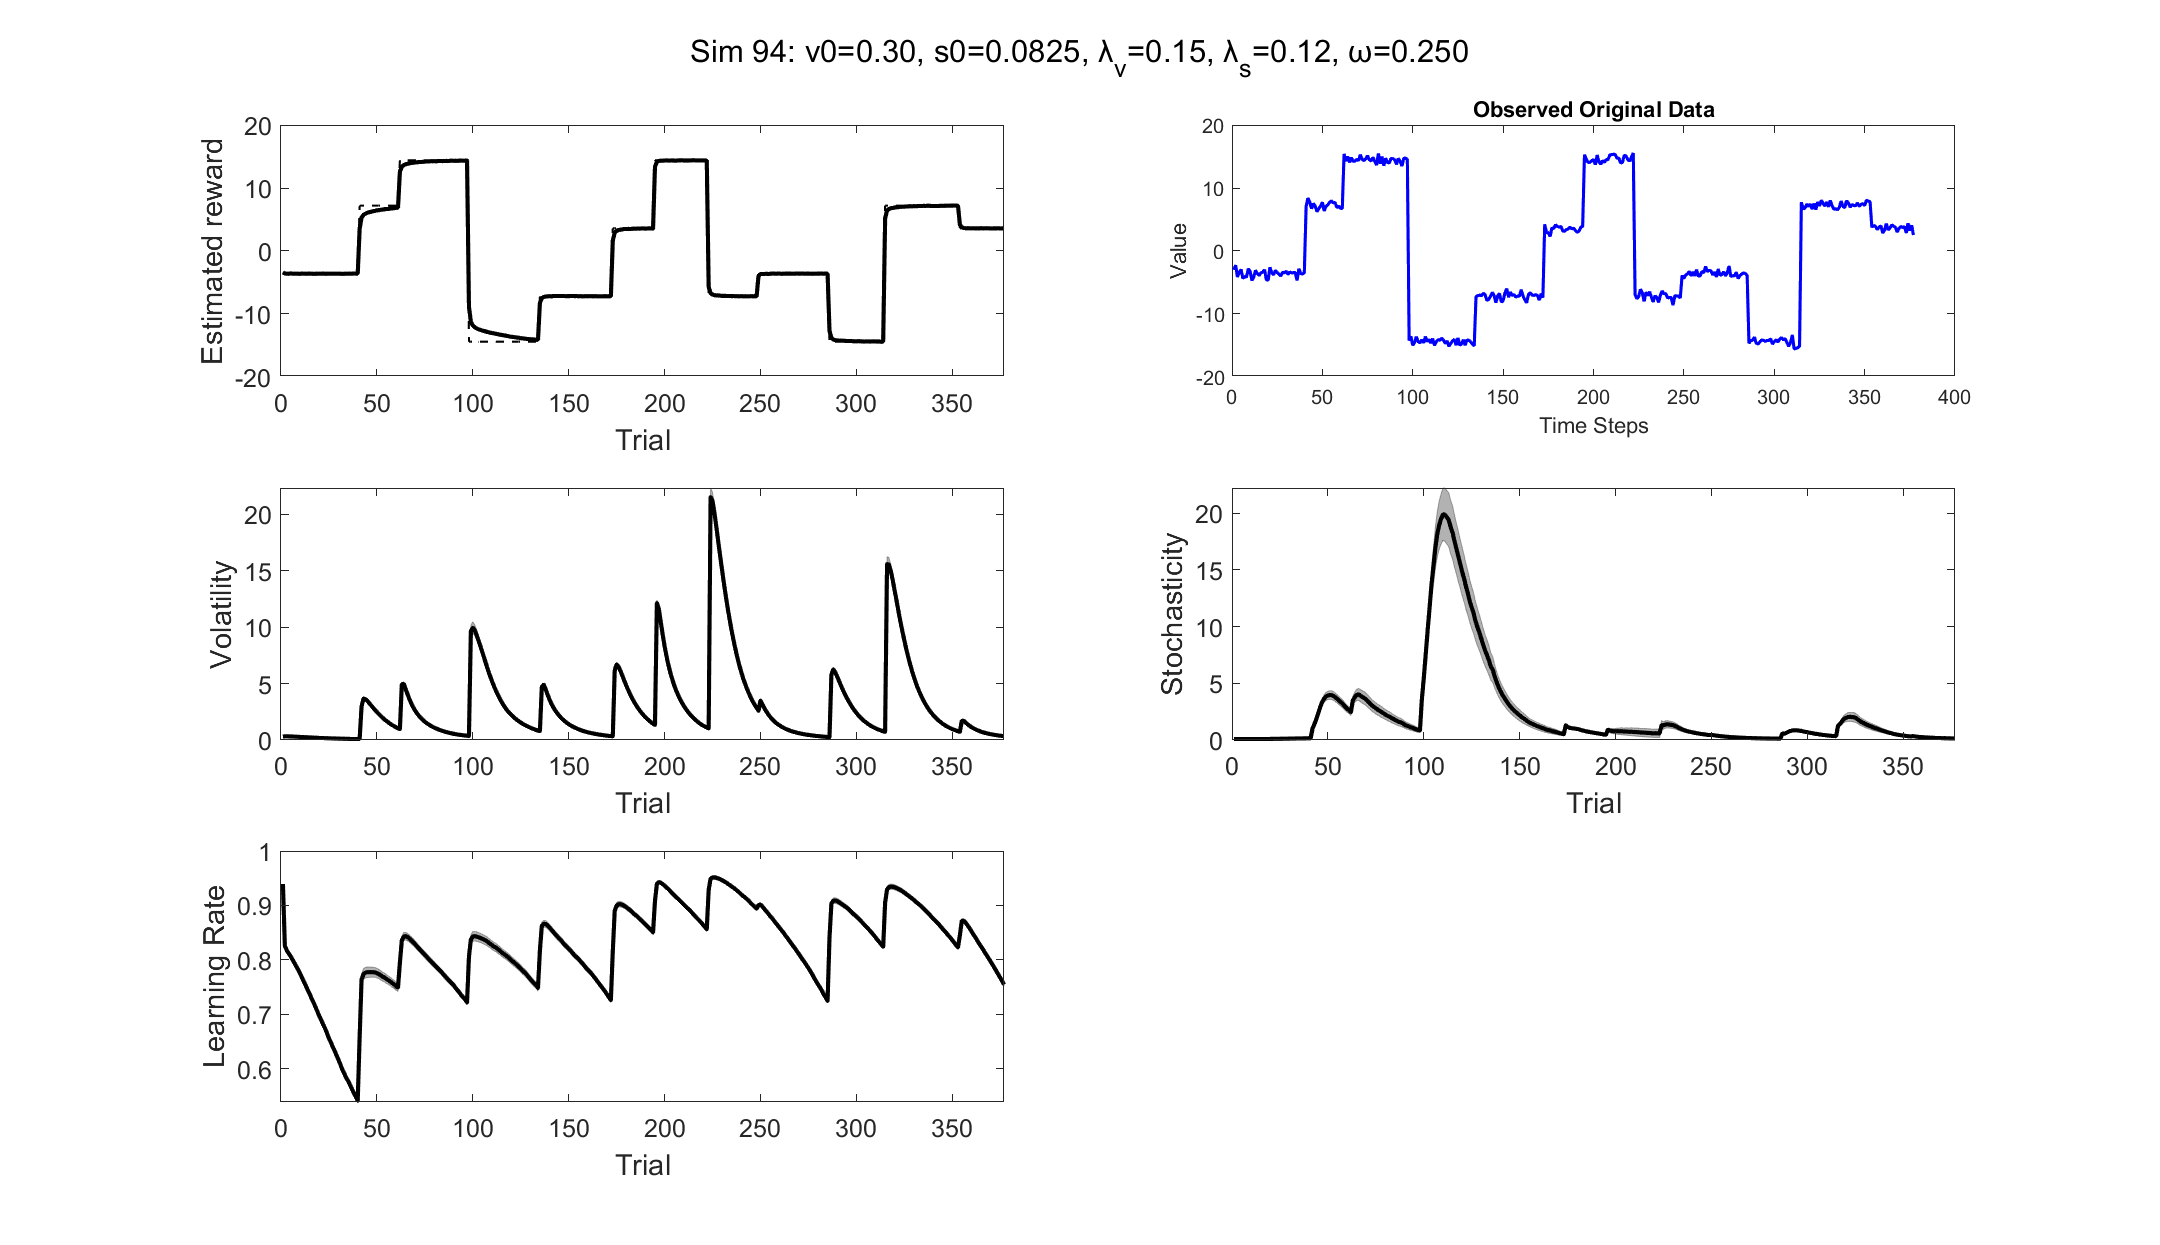 Sim 94: v0=0.30, s0=0.0825, λ_v=0.15, λ_s=0.12, ω=0.250
Estimated reward
20
10
0
-10
-20
0 50 100 150 200 250 300 350
Trial
Observed Original Data
Value
20
10
0
-10
-20
0 50 100 150 200 250 300 350 400
Time Steps
Volatility
20
15
10
5
0
0 50 100 150 200 250 300 350
Trial
Stochasticity
20
15
10
5
0
0 50 100 150 200 250 300 350
Trial
Learning Rate
1
0.9
0.8
0.7
0.6
0 50 100 150 200 250 300 350
Trial